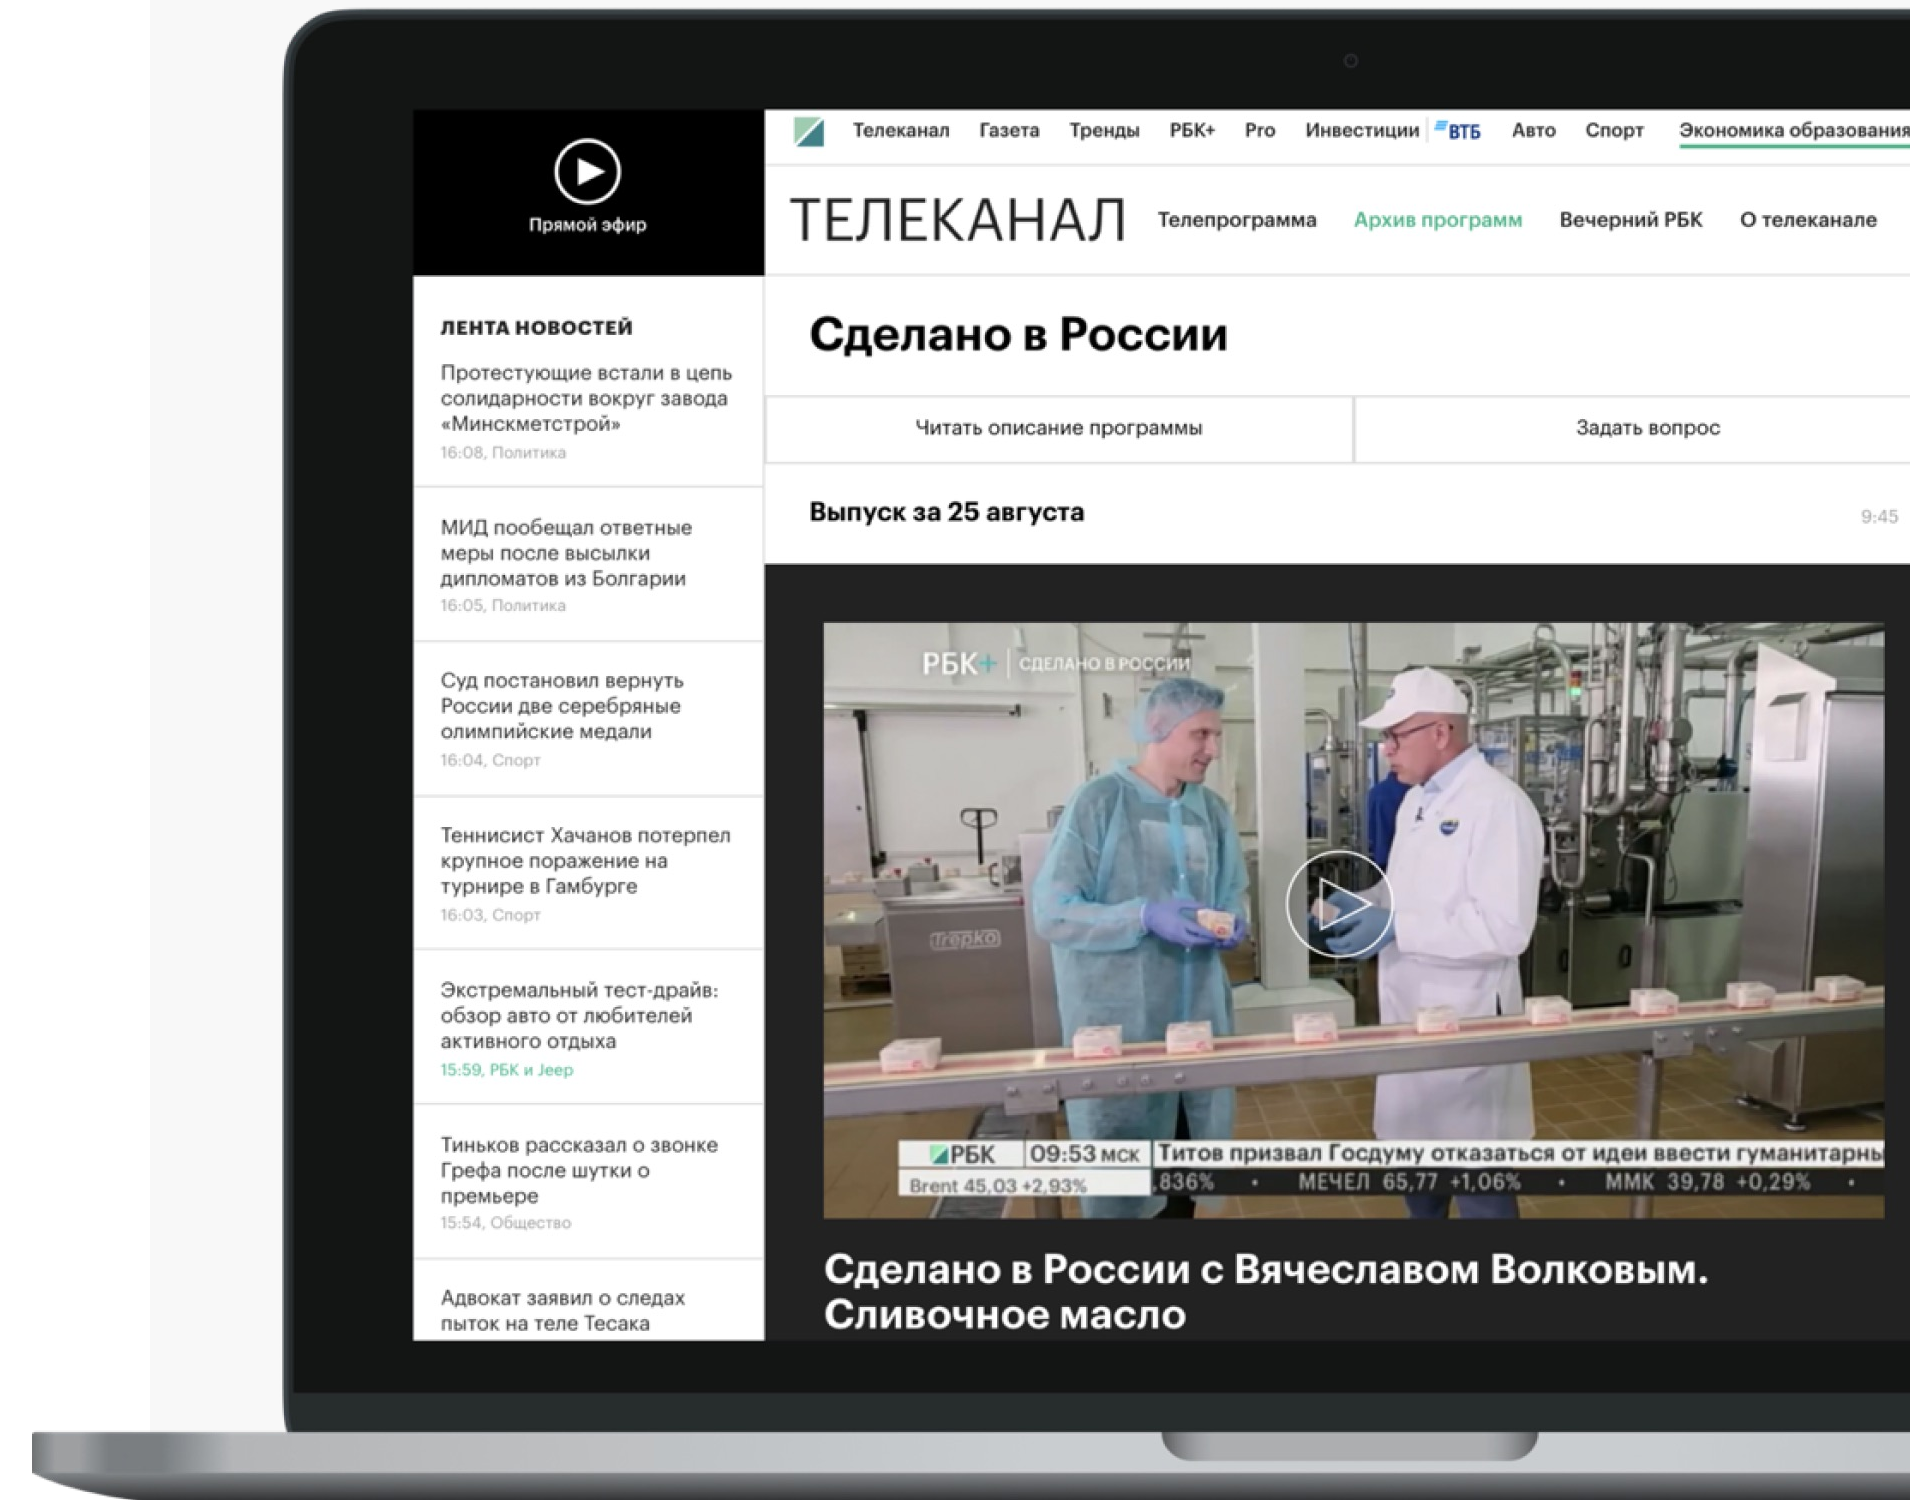 Прямой эфир
ЛЕНТА НОВОСТЕЙ
Протестующие встали в цепь
солидарности вокруг завода
«Минскметстрой»
16:08, Политика
МИД пообещал ответные
меры после высылки
дипломатов из Болгарии
16:05, Политика
Суд постановил вернуть
России две серебряные
олимпийские медали
16:04, Спорт
Теннисист Хачанов потерпел
крупное поражение на
турнире в Гамбурге
16:03, Спорт
Экстремальный тест-драйв:
обзор авто от любителей
активного отдыха
15:59, РБК и Jeep
Тиньков рассказал о звонке
Грефа после шутки о
премьере
15:54, Общество
Адвокат заявил о следах
пыток на теле Тесака
Телеканал Газета Тренды РБК+ Pro Инвестиции ВТБ Авто Спорт Экономика образования
ТЕЛЕКАНАЛ Телепрограмма Архив программ Вечерний РБК О телеканале
Сделано в России
Читать описание программы Задать вопрос
Выпуск за 25 августа 9:45
РБК+ СДЕЛАНО В РОССИИ
Trepko
РБК 09:53 МСК Титов призвал Госдуму отказаться от идеи ввести гуманитарны
Brent 45,03 +2,93% ,836% • МЕЧЕЛ 65,77 +1,06% • ММК 39,78 +0,29% •
Сделано в России с Вячеславом Волковым.
Сливочное масло